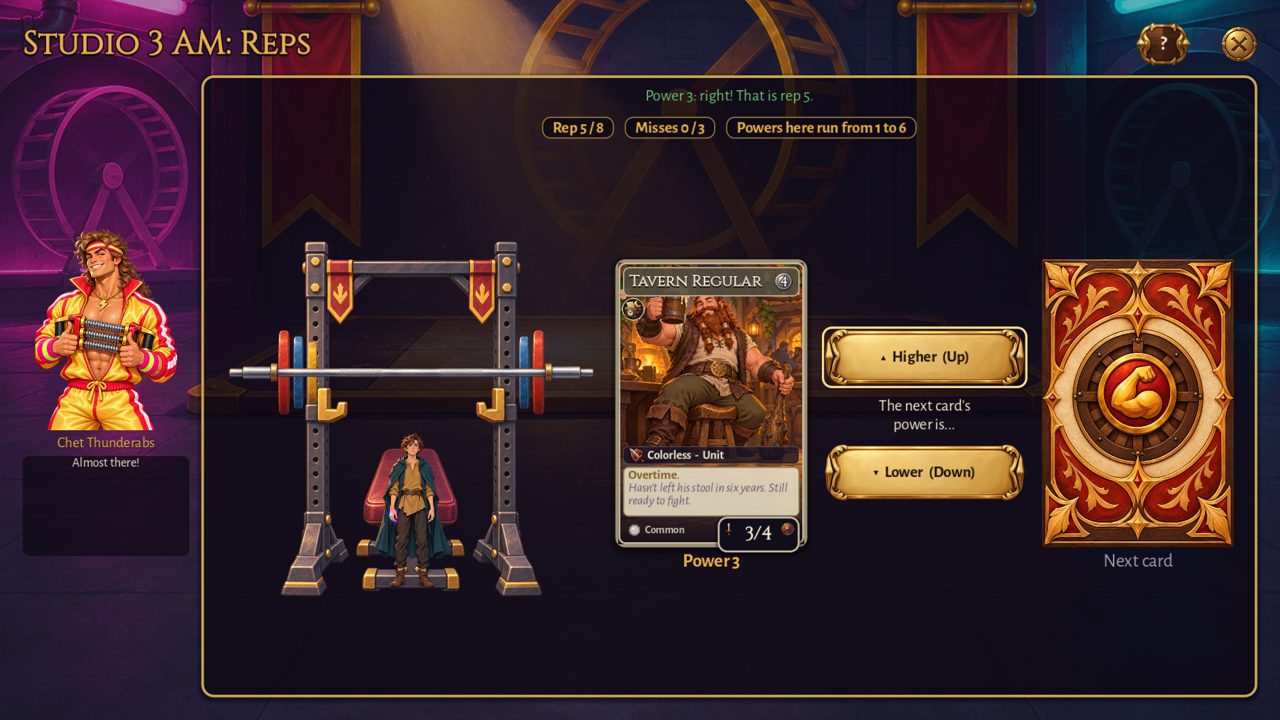 Studio 3 AM: Reps
?
Power 3: right! That is rep 5.
Rep 5 / 8
Misses 0 / 3
Powers here run from 1 to 6
Tavern Regular 4
Colorless - Unit
Overtime.
Hasn't left his stool in six years. Still
ready to fight.
Common
3/4
Power 3
▲ Higher (Up)
The next card's
power is...
▼ Lower (Down)
Next card
Chet Thunderabs
Almost there!